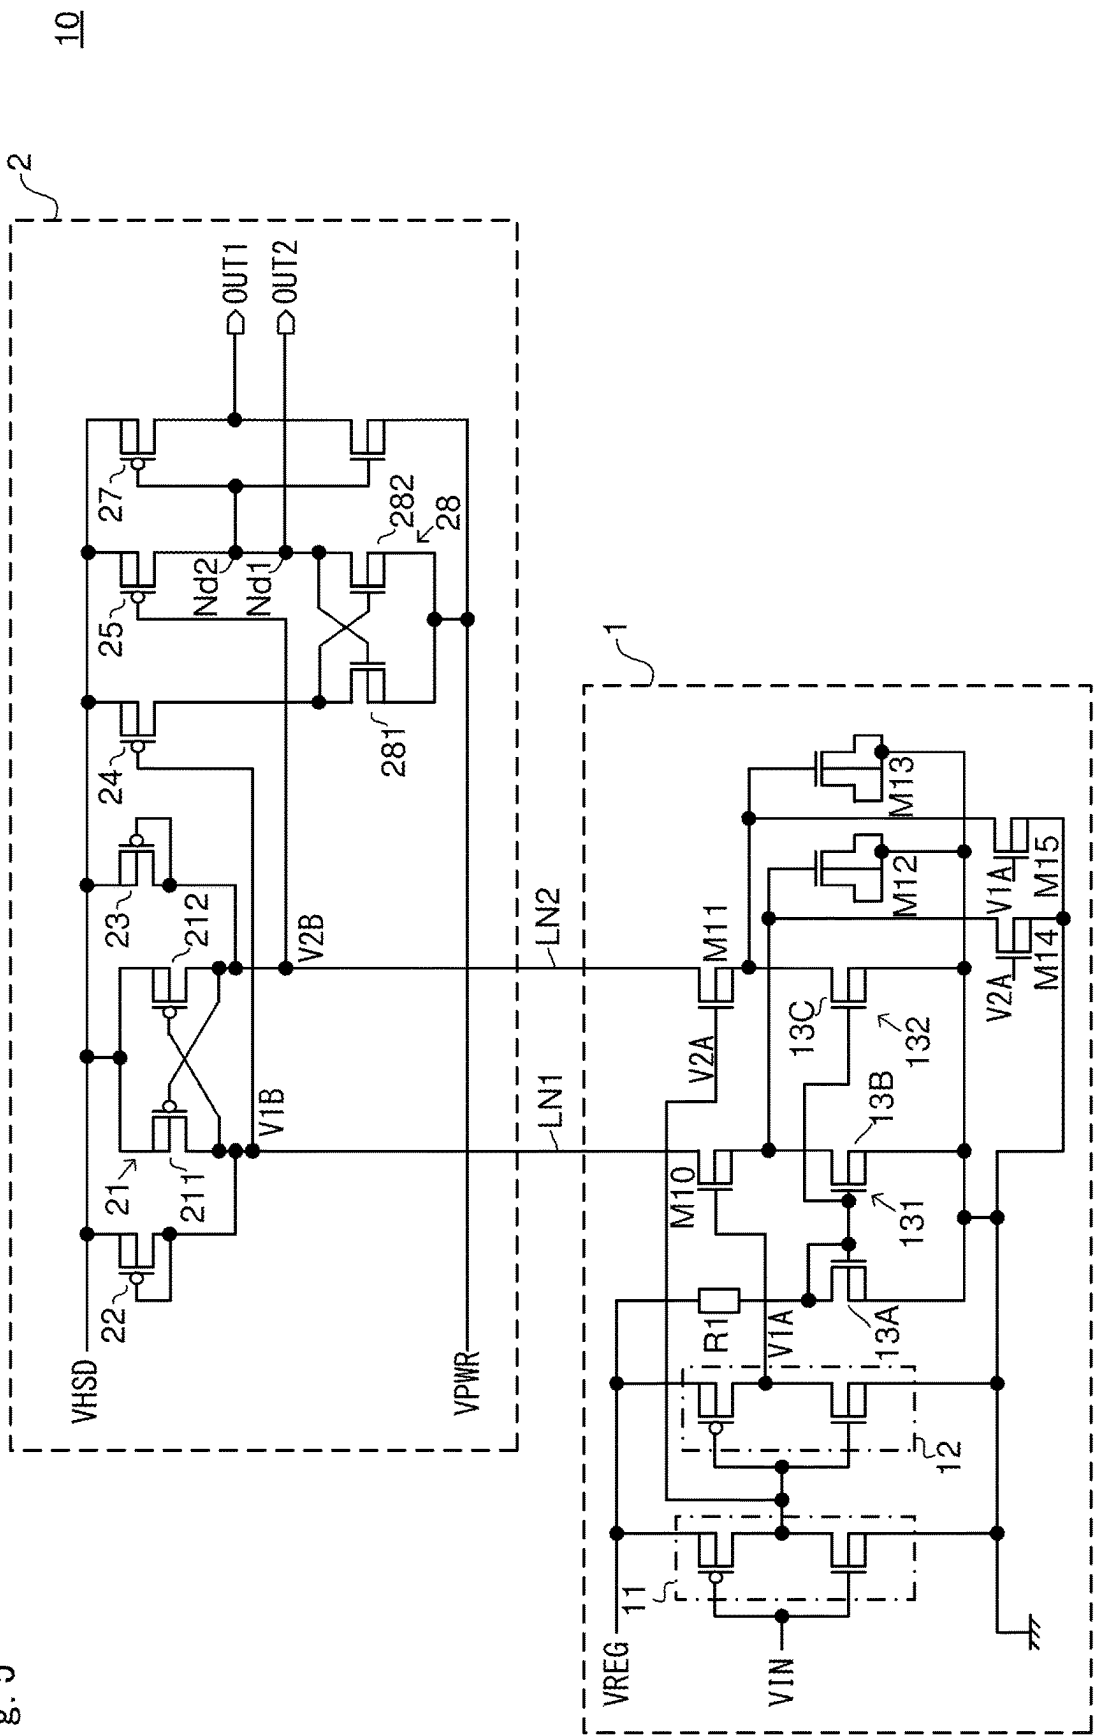 10
2
VHSD
22
21
211
212
23
24
25
27
V1B
V2B
Nd2
Nd1
OUT1
OUT2
281
282
28
VPWR
LN1
LN2
1
VREG
VIN
11
12
R1
V1A
V2A
M10
M11
13A
13B
13C
131
132
M12
M13
V2A
M14
V1A
M15